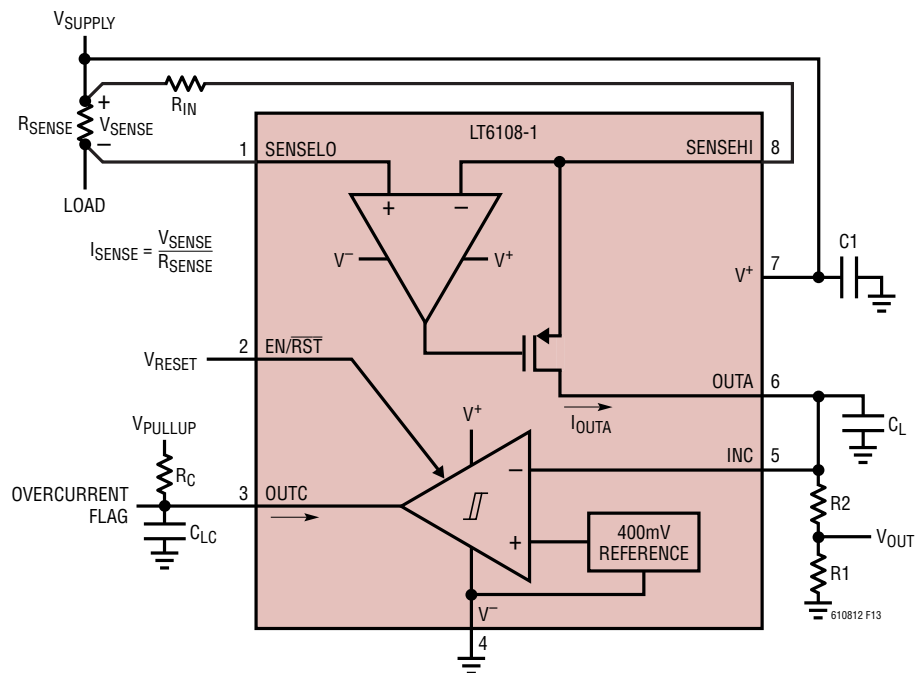 VSUPPLY
RIN
+
RSENSE
VSENSE
–
LT6108-1
1
SENSELO
SENSEHI
8
LOAD
+
–
ISENSE = VSENSE
RSENSE
V–
V+
C1
V+
7
2
EN/RST
VRESET
OUTA
6
IOUTA
CL
VPULLUP
V+
INC
5
RC
–
OVERCURRENT
FLAG
3
OUTC
R2
CLC
+
400mV
REFERENCE
VOUT
R1
V–
4
610812 F13